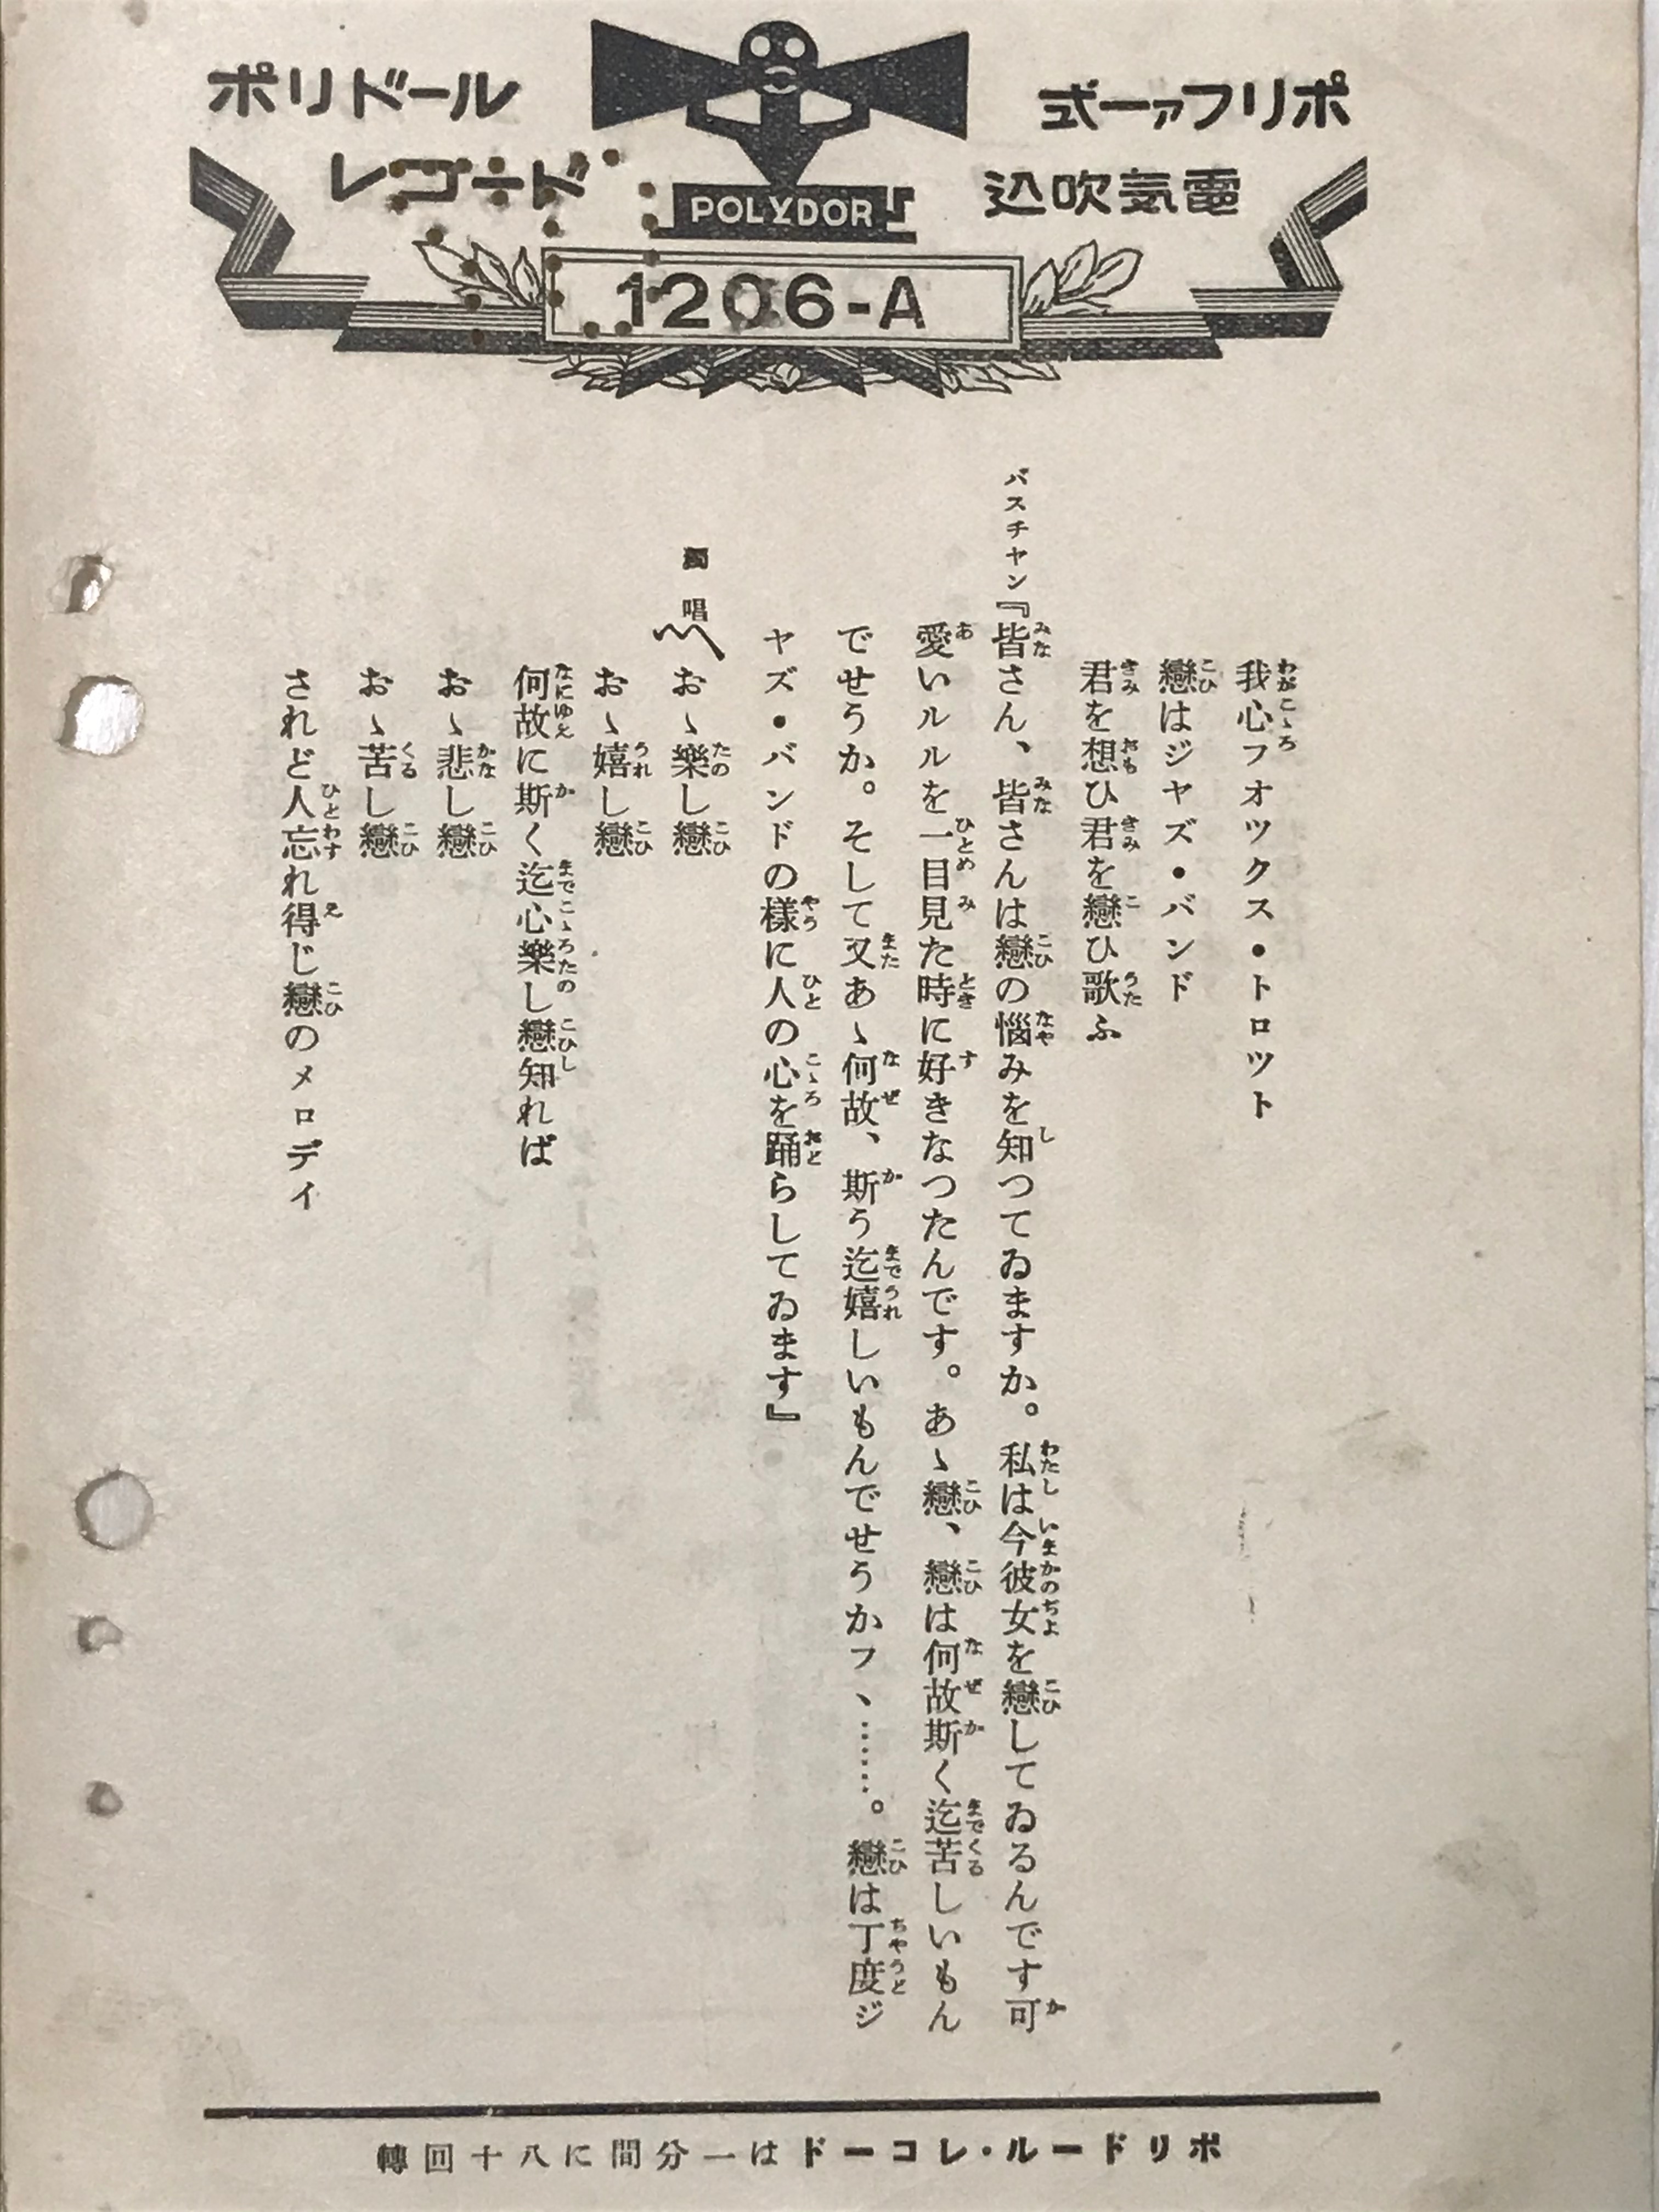 ポリドール
レコード
POLYDOR
ポリファー式
電気吹込
1206-A
我心フオツクス・トロツト
戀はジヤズ・バンド
君を想ひ君を戀ひ歌ふ
バスチヤン『皆さん、皆さんは戀の惱みを知つてゐますか。私は今彼女を戀してゐるんです可
愛いルルを一目見た時に好きなつたんです。あゝ戀、戀は何故斯く迄苦しいもん
でせうか。そして又あゝ何故、斯う迄嬉しいもんでせうかフヽ……。戀は丁度ジ
ヤズ・バンドの樣に人の心を踊らしてゐます』
獨唱 おゝ樂し戀
おゝ嬉し戀
何故に斯く迄心樂し戀知れば
おゝ悲し戀
おゝ苦し戀
されど人忘れ得じ戀のメロデイ
ポリドール・レコードは一分間に八十回轉